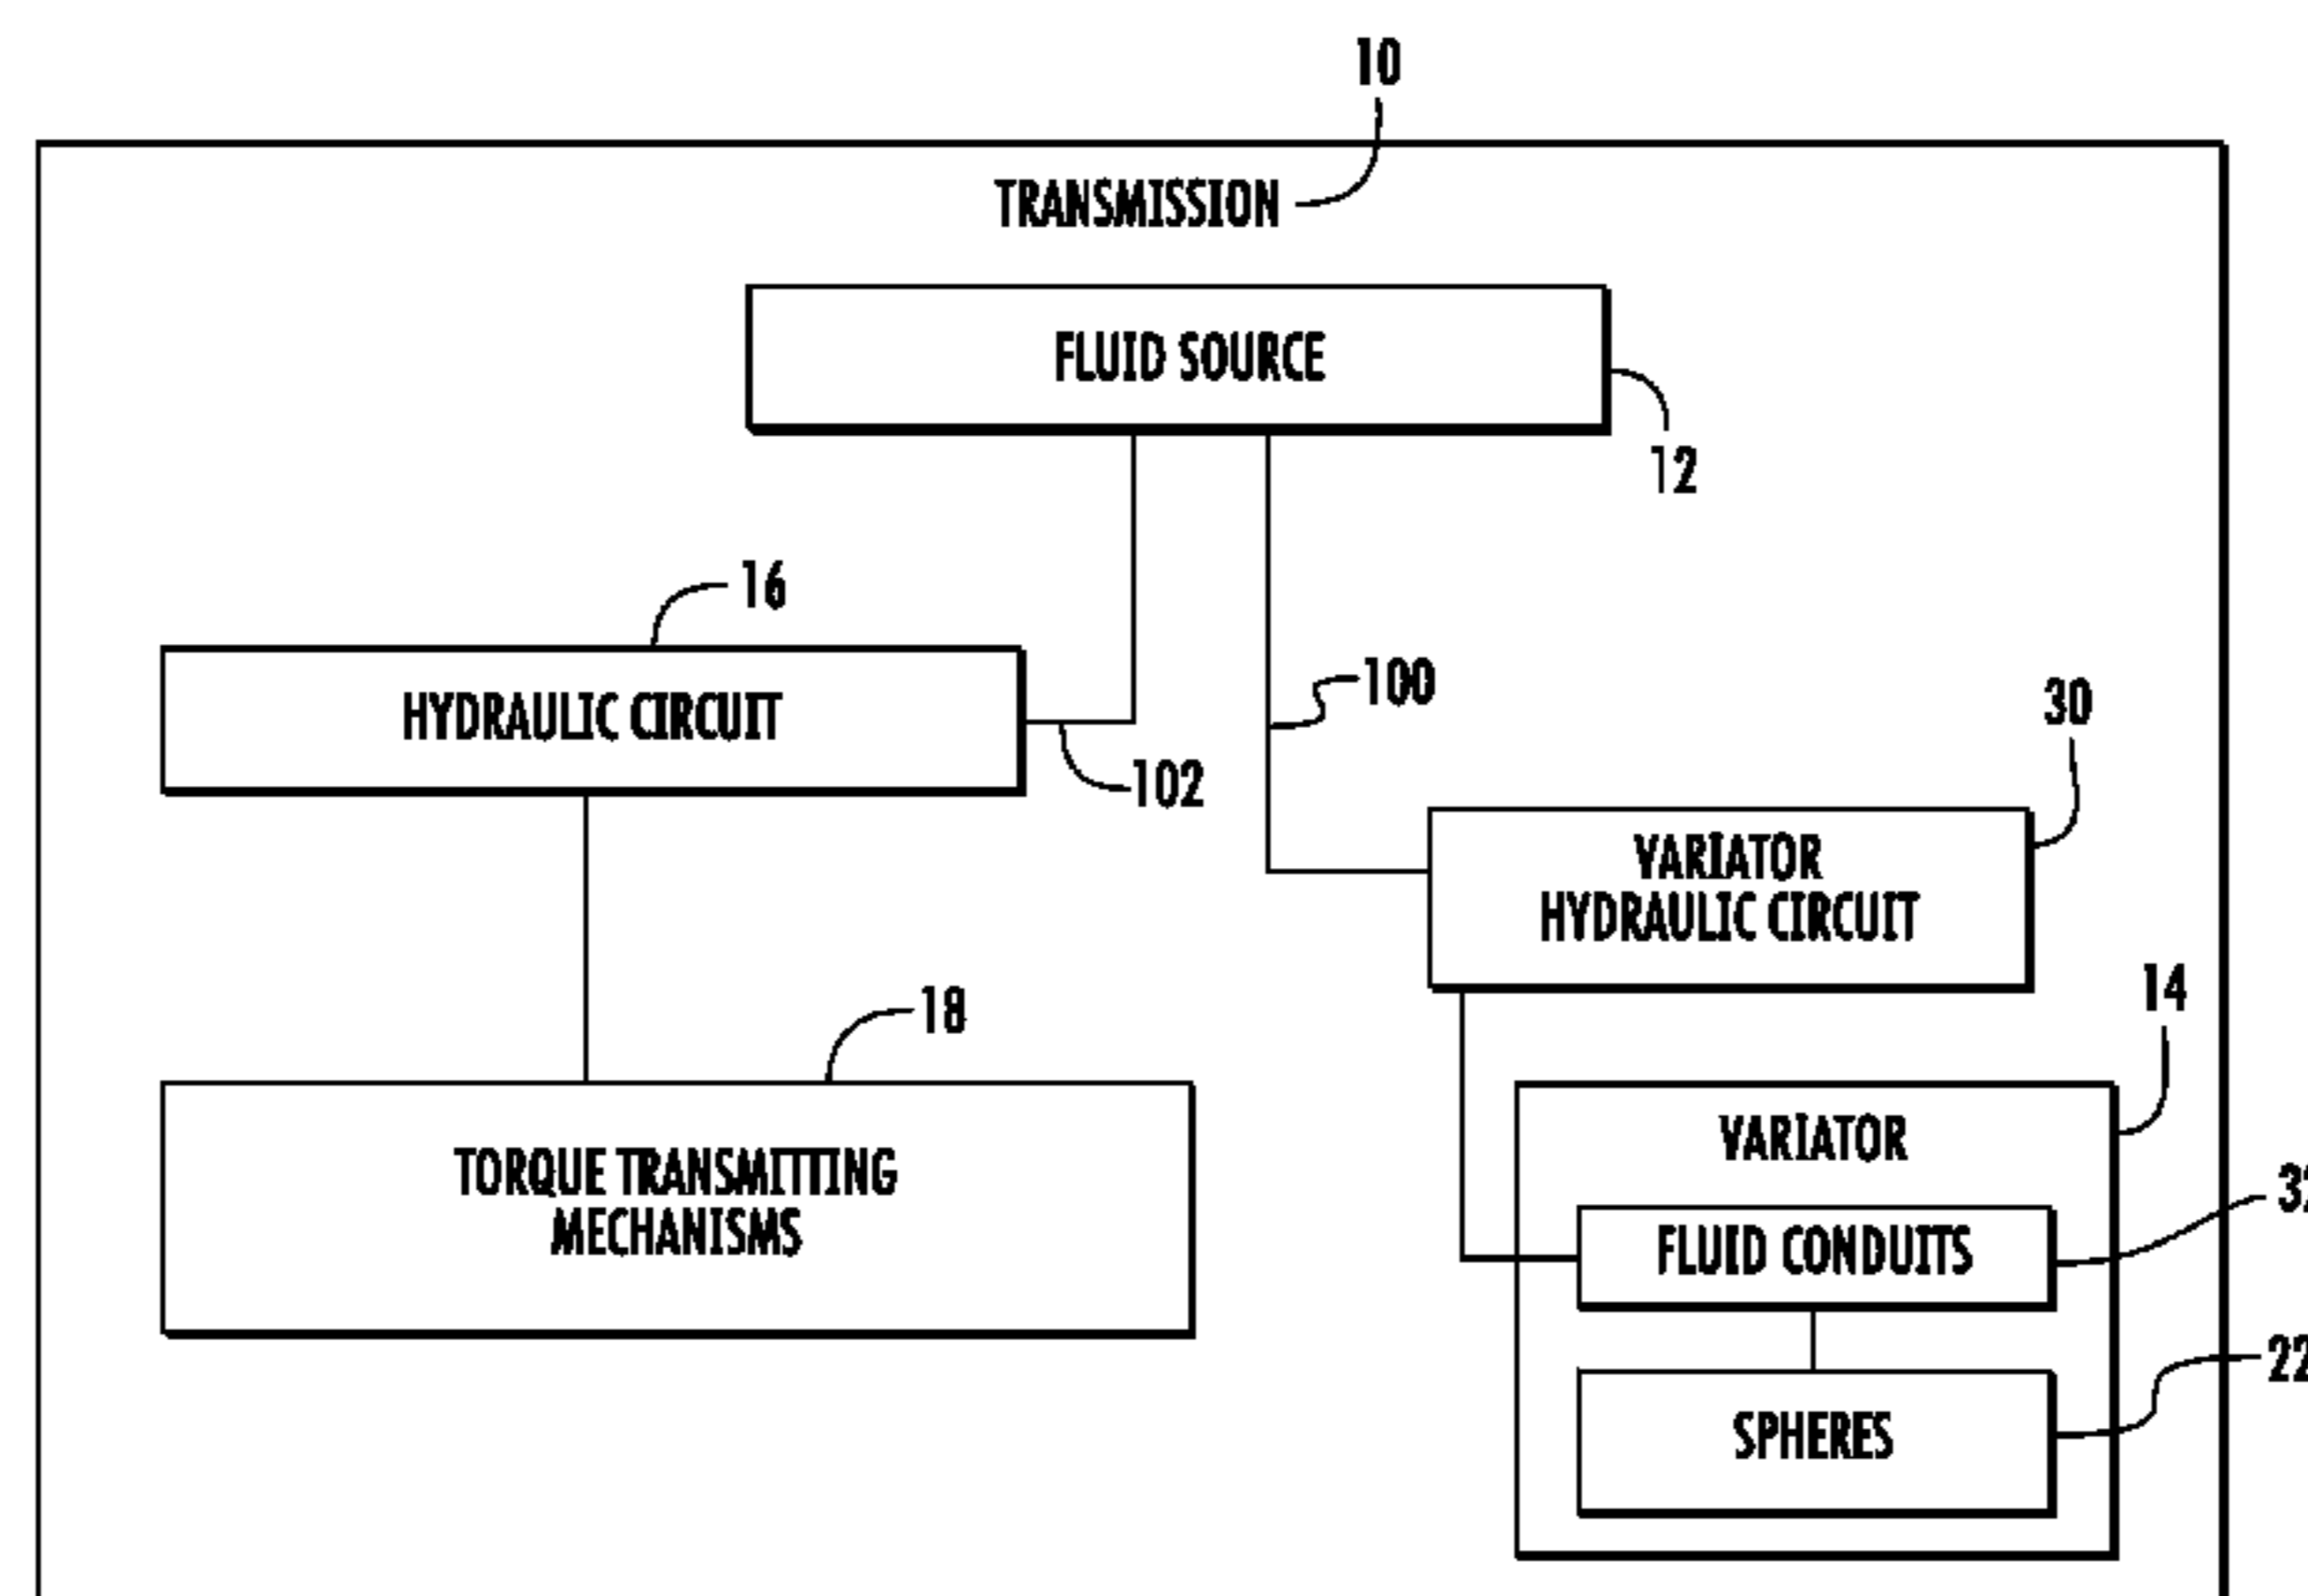 10
TRANSMISSION
FLUID SOURCE
12
16
HYDRAULIC CIRCUIT
100
102
30
VARIATOR
HYDRAULIC CIRCUIT
18
14
TORQUE TRANSMITTING
MECHANISMS
VARIATOR
FLUID CONDUITS
22
SPHERES